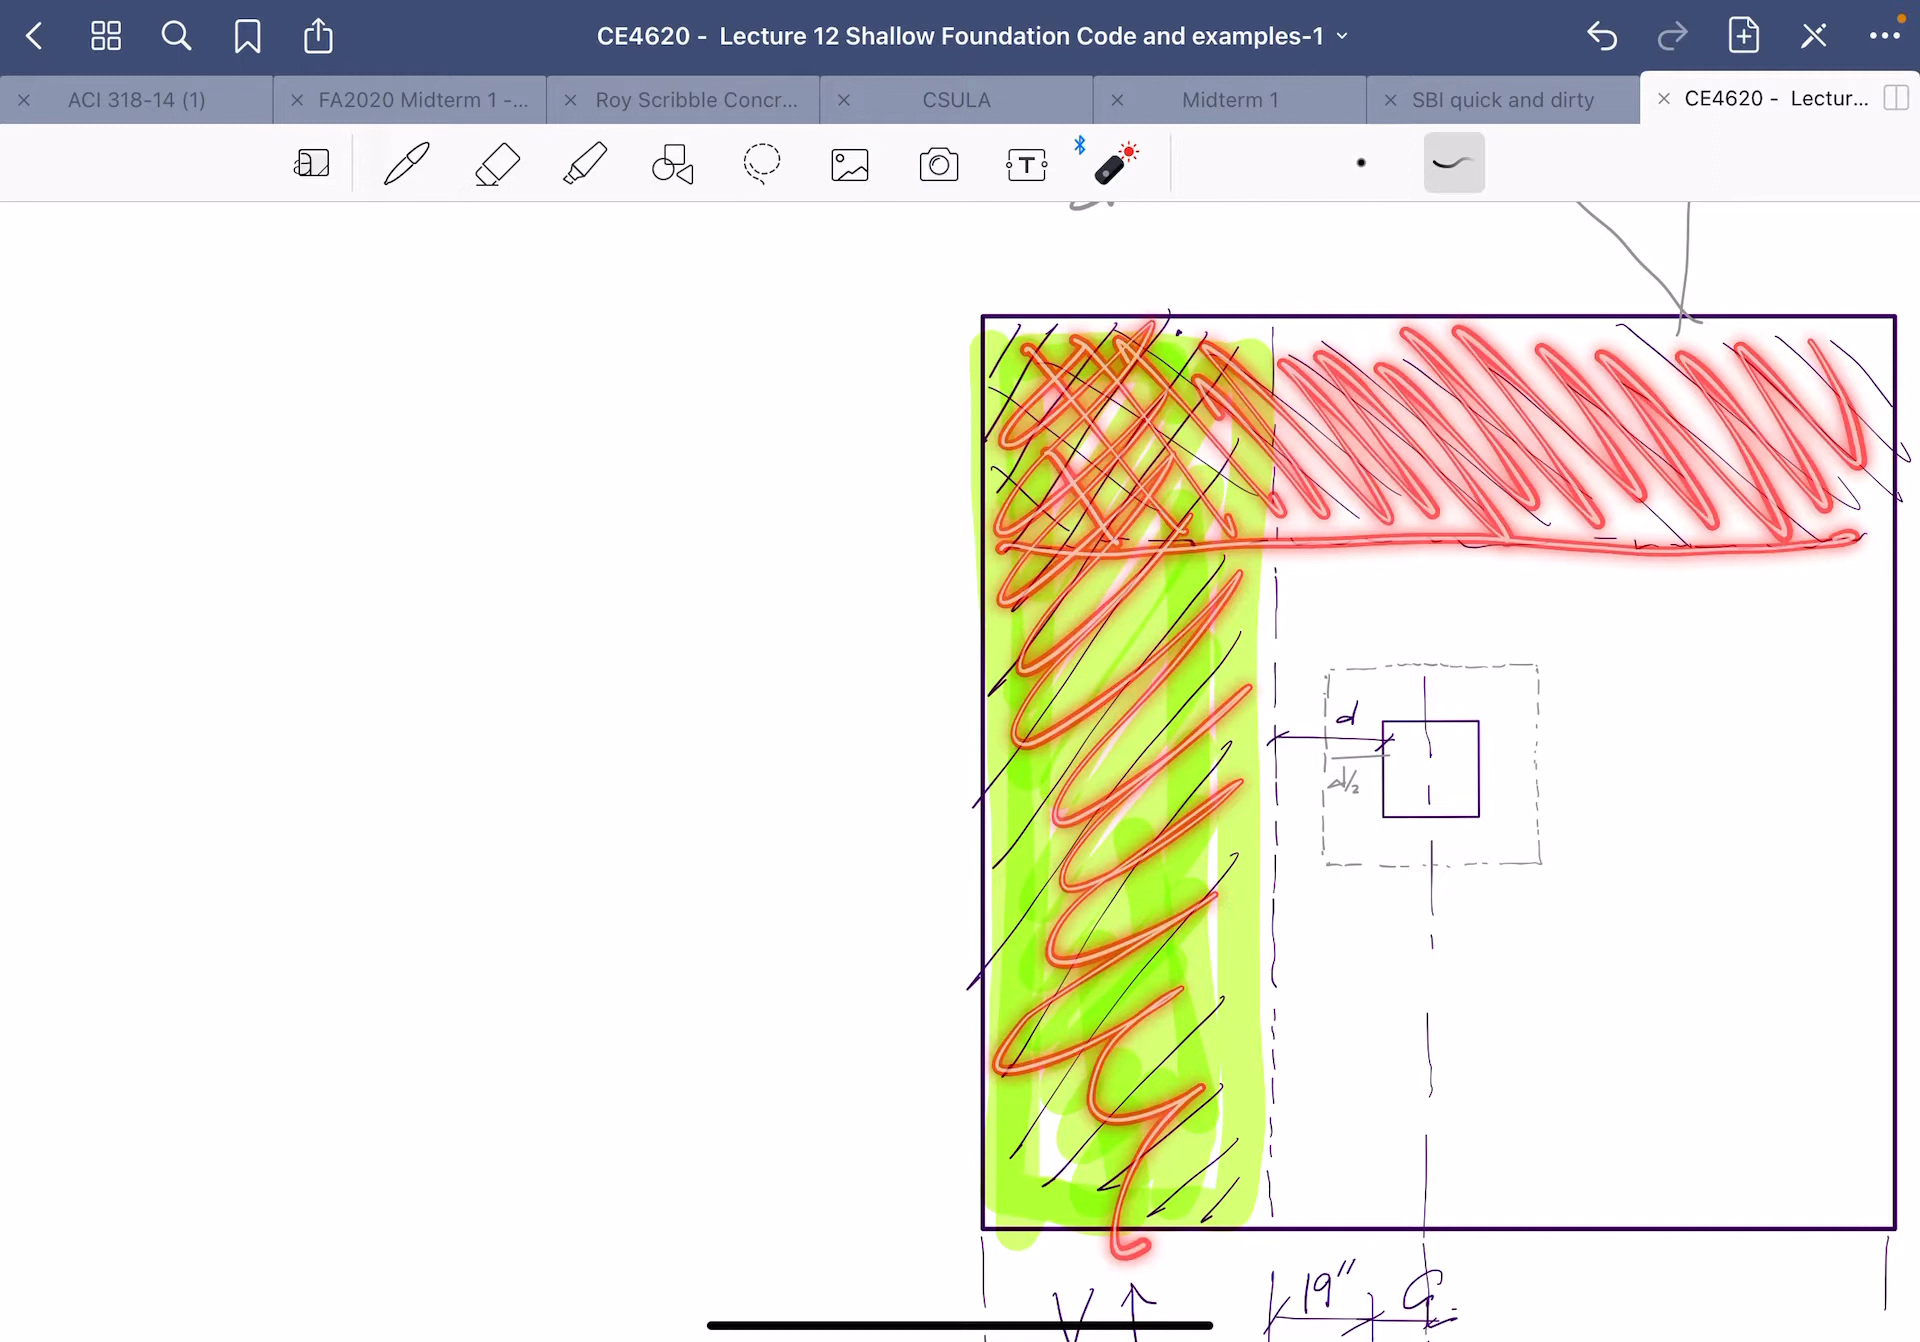 CE4620 - Lecture 12 Shallow Foundation Code and examples-1
ACI 318-14 (1)
FA2020 Midterm 1 -...
Roy Scribble Concr...
CSULA
Midterm 1
SBI quick and dirty
CE4620 - Lectur...
a
T
d
d/2
19"
V